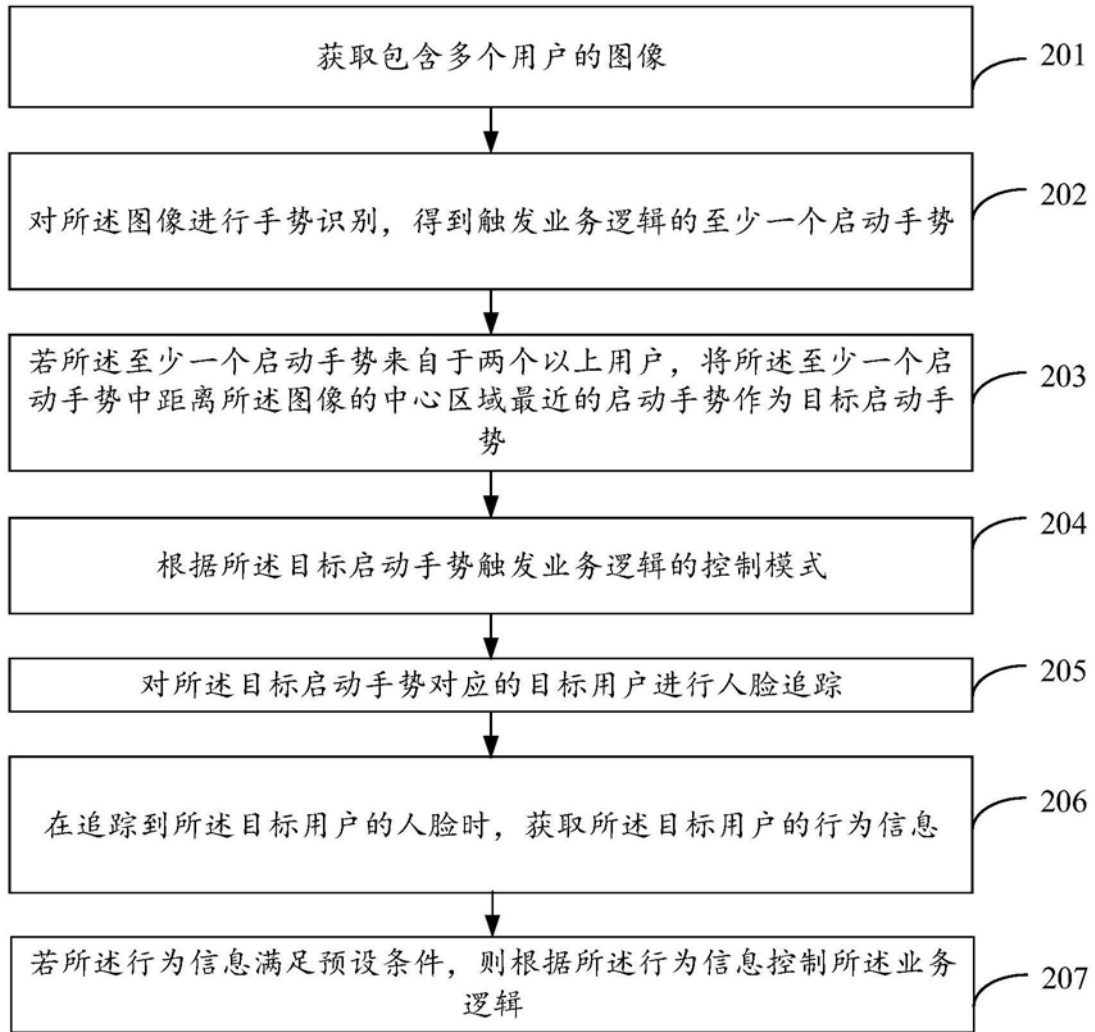 获取包含多个用户的图像
201
对所述图像进行手势识别，得到触发业务逻辑的至少一个启动手势
202
若所述至少一个启动手势来自于两个以上用户，将所述至少一个启
动手势中距离所述图像的中心区域最近的启动手势作为目标启动手
势
203
根据所述目标启动手势触发业务逻辑的控制模式
204
对所述目标启动手势对应的目标用户进行人脸追踪
205
在追踪到所述目标用户的人脸时，获取所述目标用户的行为信息
206
若所述行为信息满足预设条件，则根据所述行为信息控制所述业务
逻辑
207